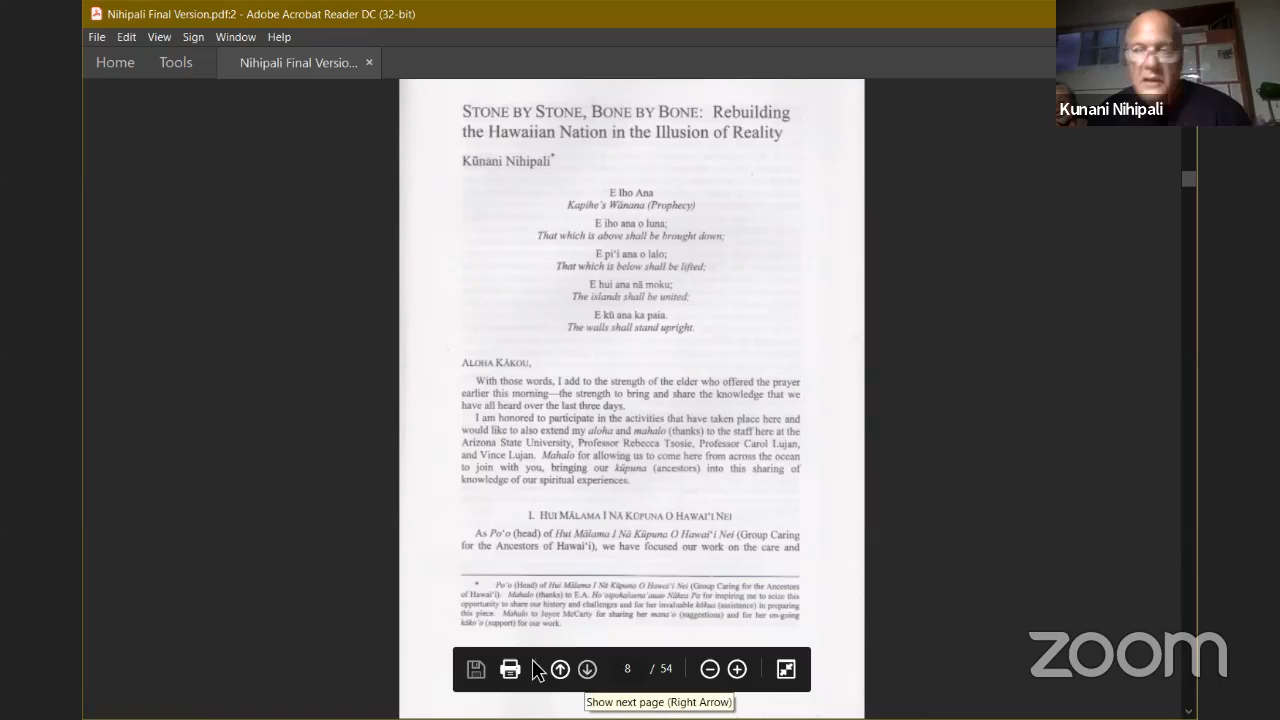 Nihipali Final Version.pdf:2 - Adobe Acrobat Reader DC (32-bit)
File Edit View Sign Window Help
Home Tools Nihipali Final Versio... ×
Kunani Nihipali
STONE BY STONE, BONE BY BONE: Rebuilding
the Hawaiian Nation in the Illusion of Reality
Kūnani Nihipali*
E Iho Ana
Kapihe's Wānana (Prophecy)
E iho ana o luna;
That which is above shall be brought down;
E pi‘i ana o lalo;
That which is below shall be lifted;
E hui ana nā moku;
The islands shall be united;
E kū ana ka paia.
The walls shall stand upright.
ALOHA KĀKOU,
With those words, I add to the strength of the elder who offered the prayer
earlier this morning—the strength to bring and share the knowledge that we
have all heard over the last three days.
I am honored to participate in the activities that have taken place here and
would like to also extend my aloha and mahalo (thanks) to the staff here at the
Arizona State University, Professor Rebecca Tsosie, Professor Carol Lujan,
and Vince Lujan. Mahalo for allowing us to come here from across the ocean
to join with you, bringing our kūpuna (ancestors) into this sharing of
knowledge of our spiritual experiences.
I. HUI MĀLAMA I NĀ KŪPUNA O HAWAI‘I NEI
As Po‘o (head) of Hui Mālama I Nā Kūpuna O Hawai‘i Nei (Group Caring
for the Ancestors of Hawai‘i), we have focused our work on the care and
* Po‘o (Head) of Hui Mālama I Nā Kūpuna O Hawai‘i Nei (Group Caring for the Ancestors
of Hawai‘i). Mahalo (thanks) to E.A. Pe for inspiring me to seize this
opportunity to share our history and challenges and for her invaluable kōkua (assistance) in preparing
this piece. Mahalo to Joyce McCarty for sharing her mana‘o (suggestions) and for her on-going
kāko‘o (support) for our work.
8 / 54
Show next page (Right Arrow)
zoom